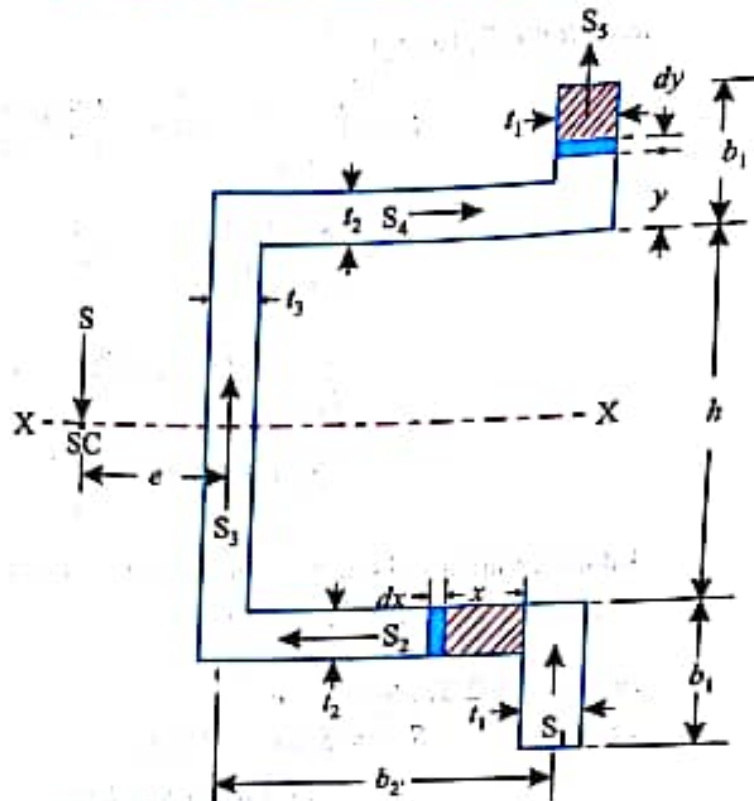 S₅
dy
t₁
b₁
t₂ S₄
y
t₃
S
X X
SC
h
e
S₃
dx x
S₂
b₁
t₂
t₁
S₁
b₂